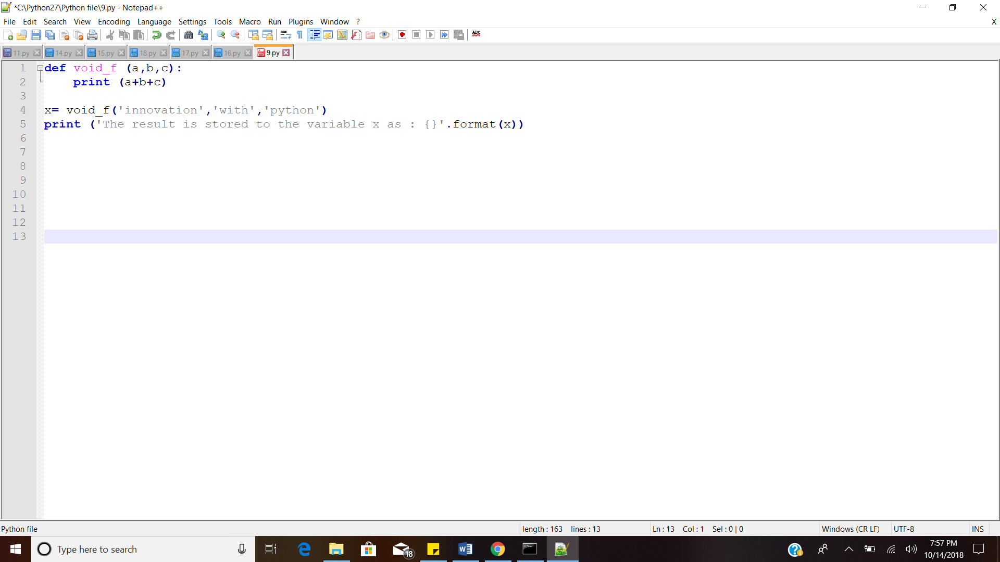 *C:\Python27\Python file\9.py - Notepad++
File Edit Search View Encoding Language Settings Tools Macro Run Plugins Window ? X
ABC
11.py 14.py 15.py 18.py 17.py 16.py 9.py
1 def void_f (a,b,c):
2     print (a+b+c)
3
4 x= void_f('innovation','with','python')
5 print ('The result is stored to the variable x as : {}'.format(x))
6
7
8
9
10
11
12
13
Python file length : 163 lines : 13 Ln : 13 Col : 1 Sel : 0 | 0 Windows (CR LF) UTF-8 INS
Type here to search 18 7:57 PM
10/14/2018